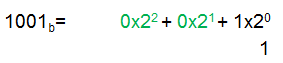 1001b= 0x2² + 0x2¹ + 1x2⁰
1